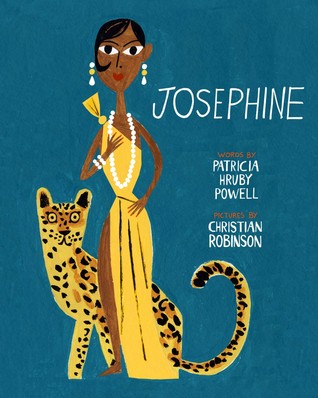 JOSEPHINE
WORDS BY
PATRICIA
HRUBY
POWELL
PICTURES BY
CHRISTIAN
ROBINSON